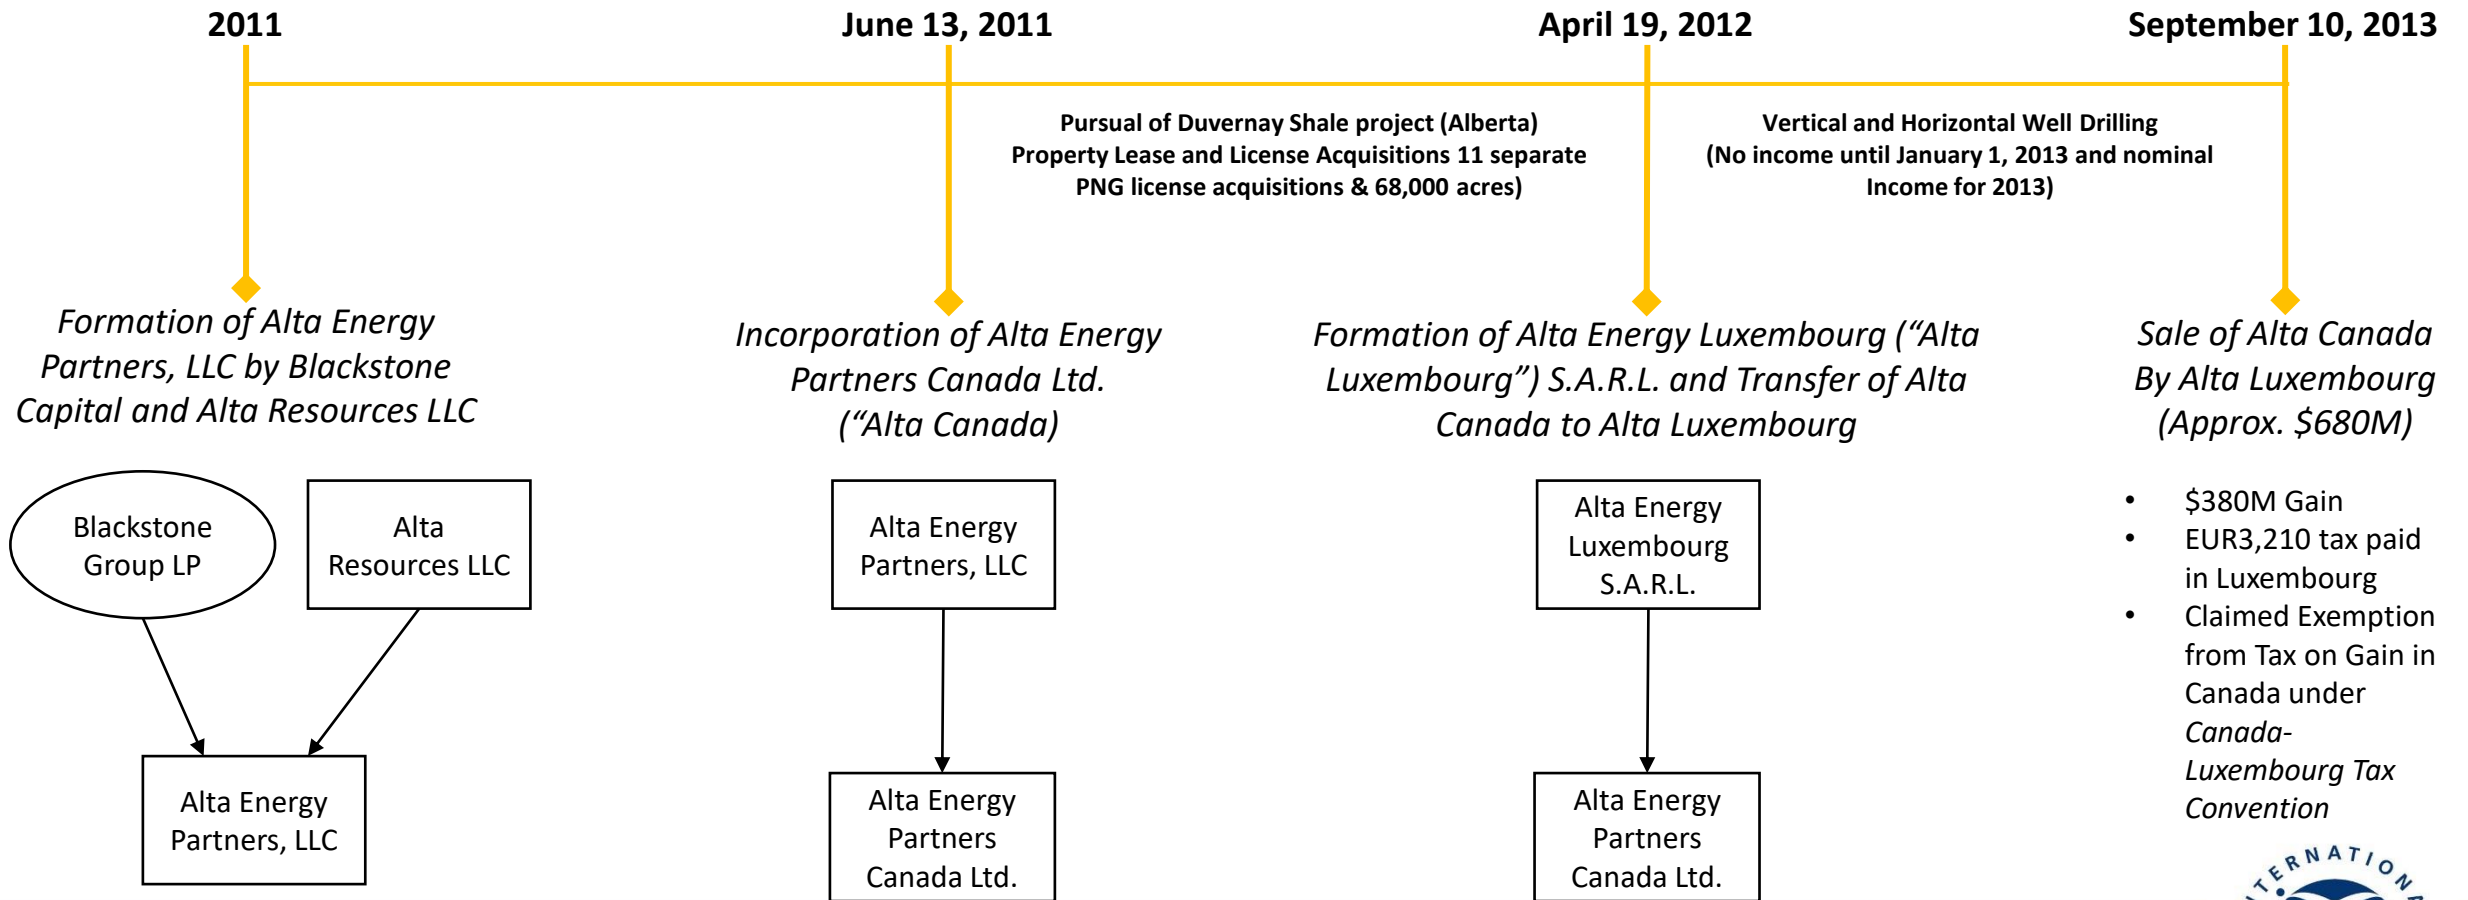 2011
June 13, 2011
April 19, 2012
September 10, 2013
Pursual of Duvernay Shale project (Alberta)
Property Lease and License Acquisitions 11 separate
PNG license acquisitions & 68,000 acres)
Vertical and Horizontal Well Drilling
(No income until January 1, 2013 and nominal
Income for 2013)
Formation of Alta Energy
Partners, LLC by Blackstone
Capital and Alta Resources LLC
Incorporation of Alta Energy
Partners Canada Ltd.
(“Alta Canada)
Formation of Alta Energy Luxembourg (“Alta
Luxembourg”) S.A.R.L. and Transfer of Alta
Canada to Alta Luxembourg
Sale of Alta Canada
By Alta Luxembourg
(Approx. $680M)
Blackstone
Group LP
Alta
Resources LLC
Alta Energy
Partners, LLC
Alta Energy
Partners, LLC
Alta Energy
Partners
Canada Ltd.
Alta Energy
Luxembourg
S.A.R.L.
Alta Energy
Partners
Canada Ltd.
• $380M Gain
• EUR3,210 tax paid
in Luxembourg
• Claimed Exemption
from Tax on Gain in
Canada under
Canada-
Luxembourg Tax
Convention